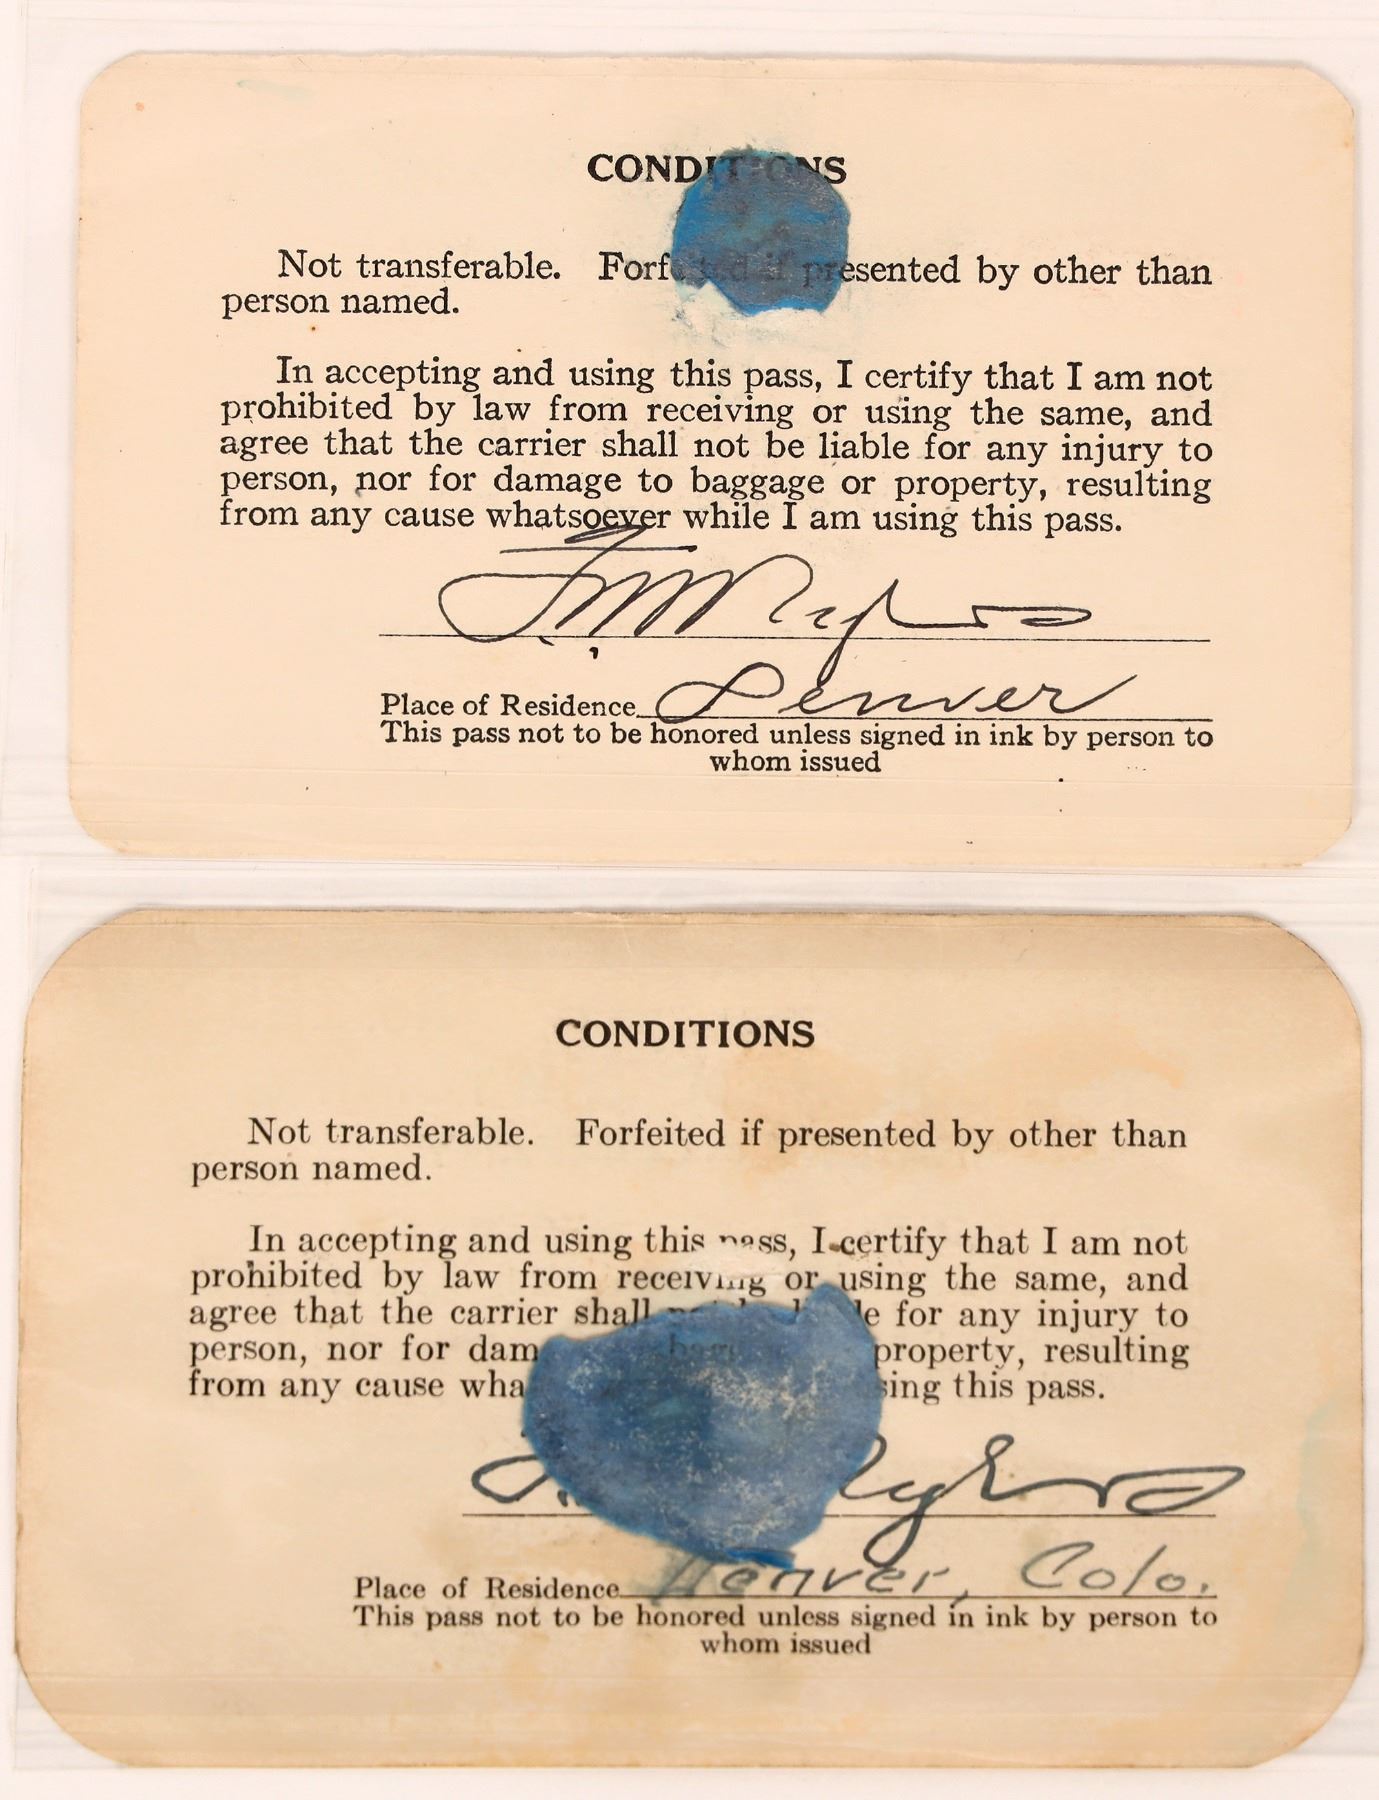 CONDITIONS
Not transferable. Forfeited if presented by other than
person named.
In accepting and using this pass, I certify that I am not
prohibited by law from receiving or using the same, and
agree that the carrier shall not be liable for any injury to
person, nor for damage to baggage or property, resulting
from any cause whatsoever while I am using this pass.
Place of Residence Denver
This pass not to be honored unless signed in ink by person to
whom issued
CONDITIONS
Not transferable. Forfeited if presented by other than
person named.
In accepting and using this pass, I certify that I am not
prohibited by law from receiving or using the same, and
agree that the carrier shall for any injury to
person, nor for property, resulting
from any cause this pass.
Place of Residence Denver, Colo.
This pass not to be honored unless signed in ink by person to
whom issued